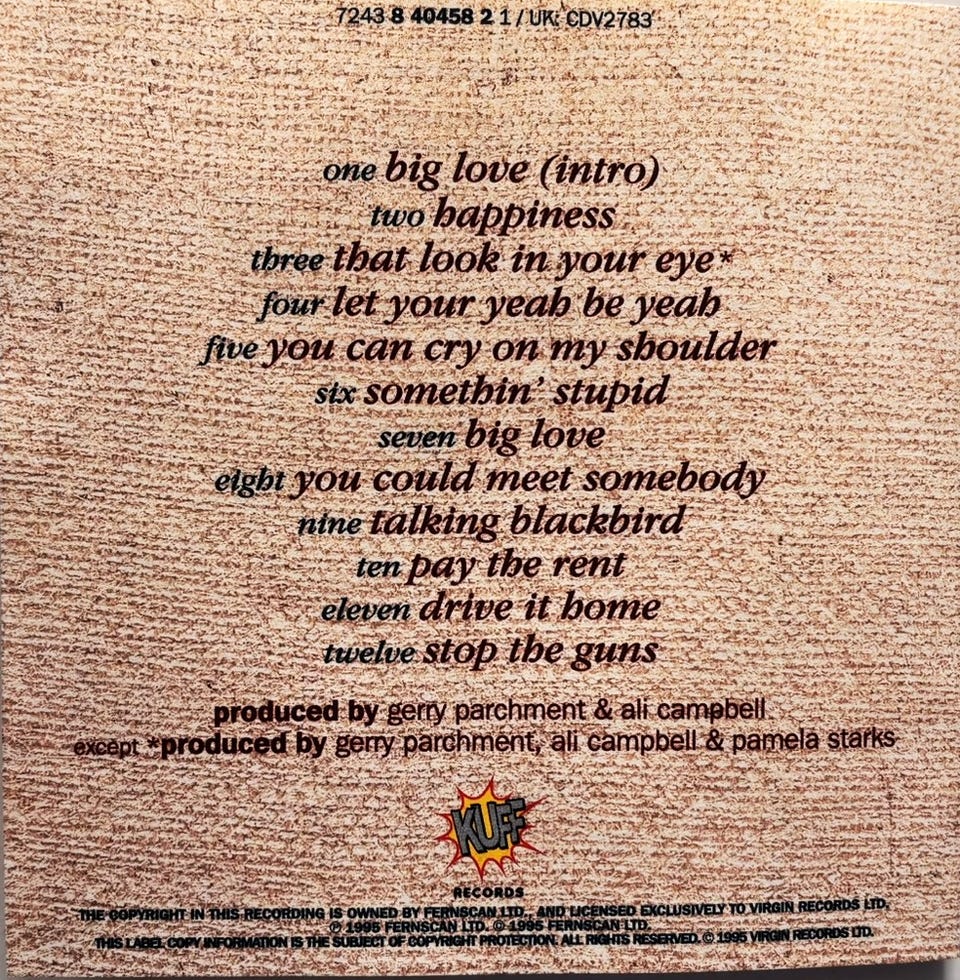 7243 8 40458 2 1 / UK: CDV2783
one big love (intro)
two happiness
three that look in your eye*
four let your yeah be yeah
five you can cry on my shoulder
six somethin' stupid
seven big love
eight you could meet somebody
nine talking blackbird
ten pay the rent
eleven drive it home
twelve stop the guns
produced by gerry parchment & ali campbell
except *produced by gerry parchment, ali campbell & pamela starks
KUFF
RECORDS
THE COPYRIGHT IN THIS RECORDING IS OWNED BY FERNSCAN LTD., AND LICENSED EXCLUSIVELY TO VIRGIN RECORDS LTD.
℗ 1995 FERNSCAN LTD. © 1995 FERNSCAN LTD.
THIS LABEL COPY INFORMATION IS THE SUBJECT OF COPYRIGHT PROTECTION. ALL RIGHTS RESERVED. © 1995 VIRGIN RECORDS LTD.